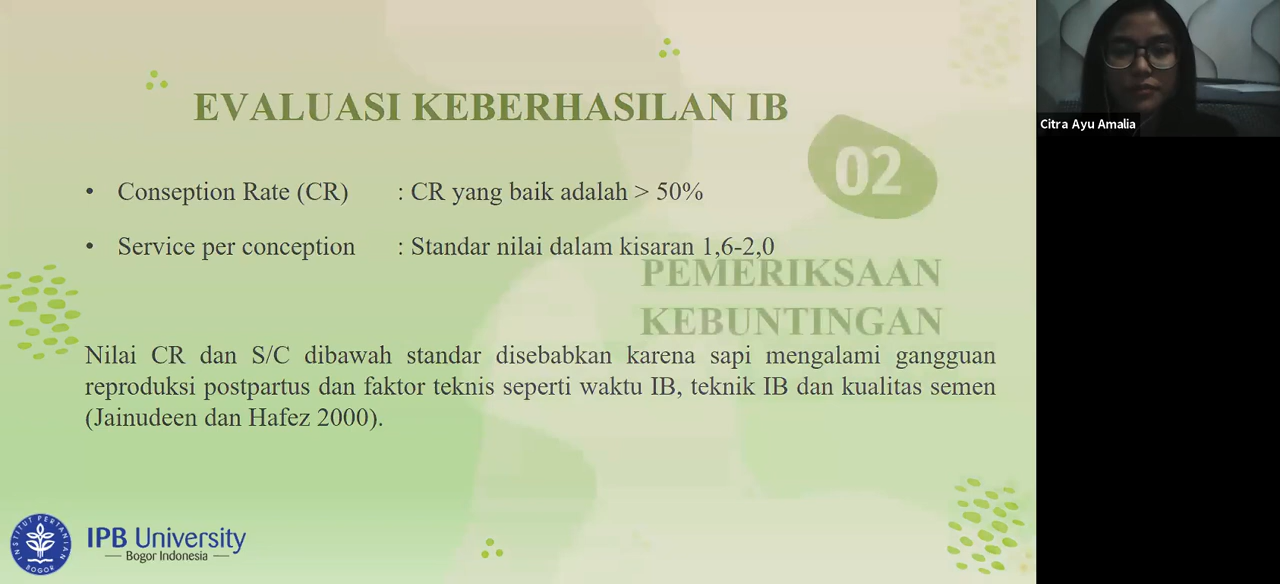 EVALUASI KEBERHASILAN IB
02
• Conseption Rate (CR) : CR yang baik adalah > 50%
• Service per conception : Standar nilai dalam kisaran 1,6-2,0
PEMERIKSAAN
KEBUNTINGAN
Nilai CR dan S/C dibawah standar disebabkan karena sapi mengalami gangguan
reproduksi postpartus dan faktor teknis seperti waktu IB, teknik IB dan kualitas semen
(Jainudeen dan Hafez 2000).
INSTITUT PERTANIAN
BOGOR
IPB University
Bogor Indonesia
Citra Ayu Amalia